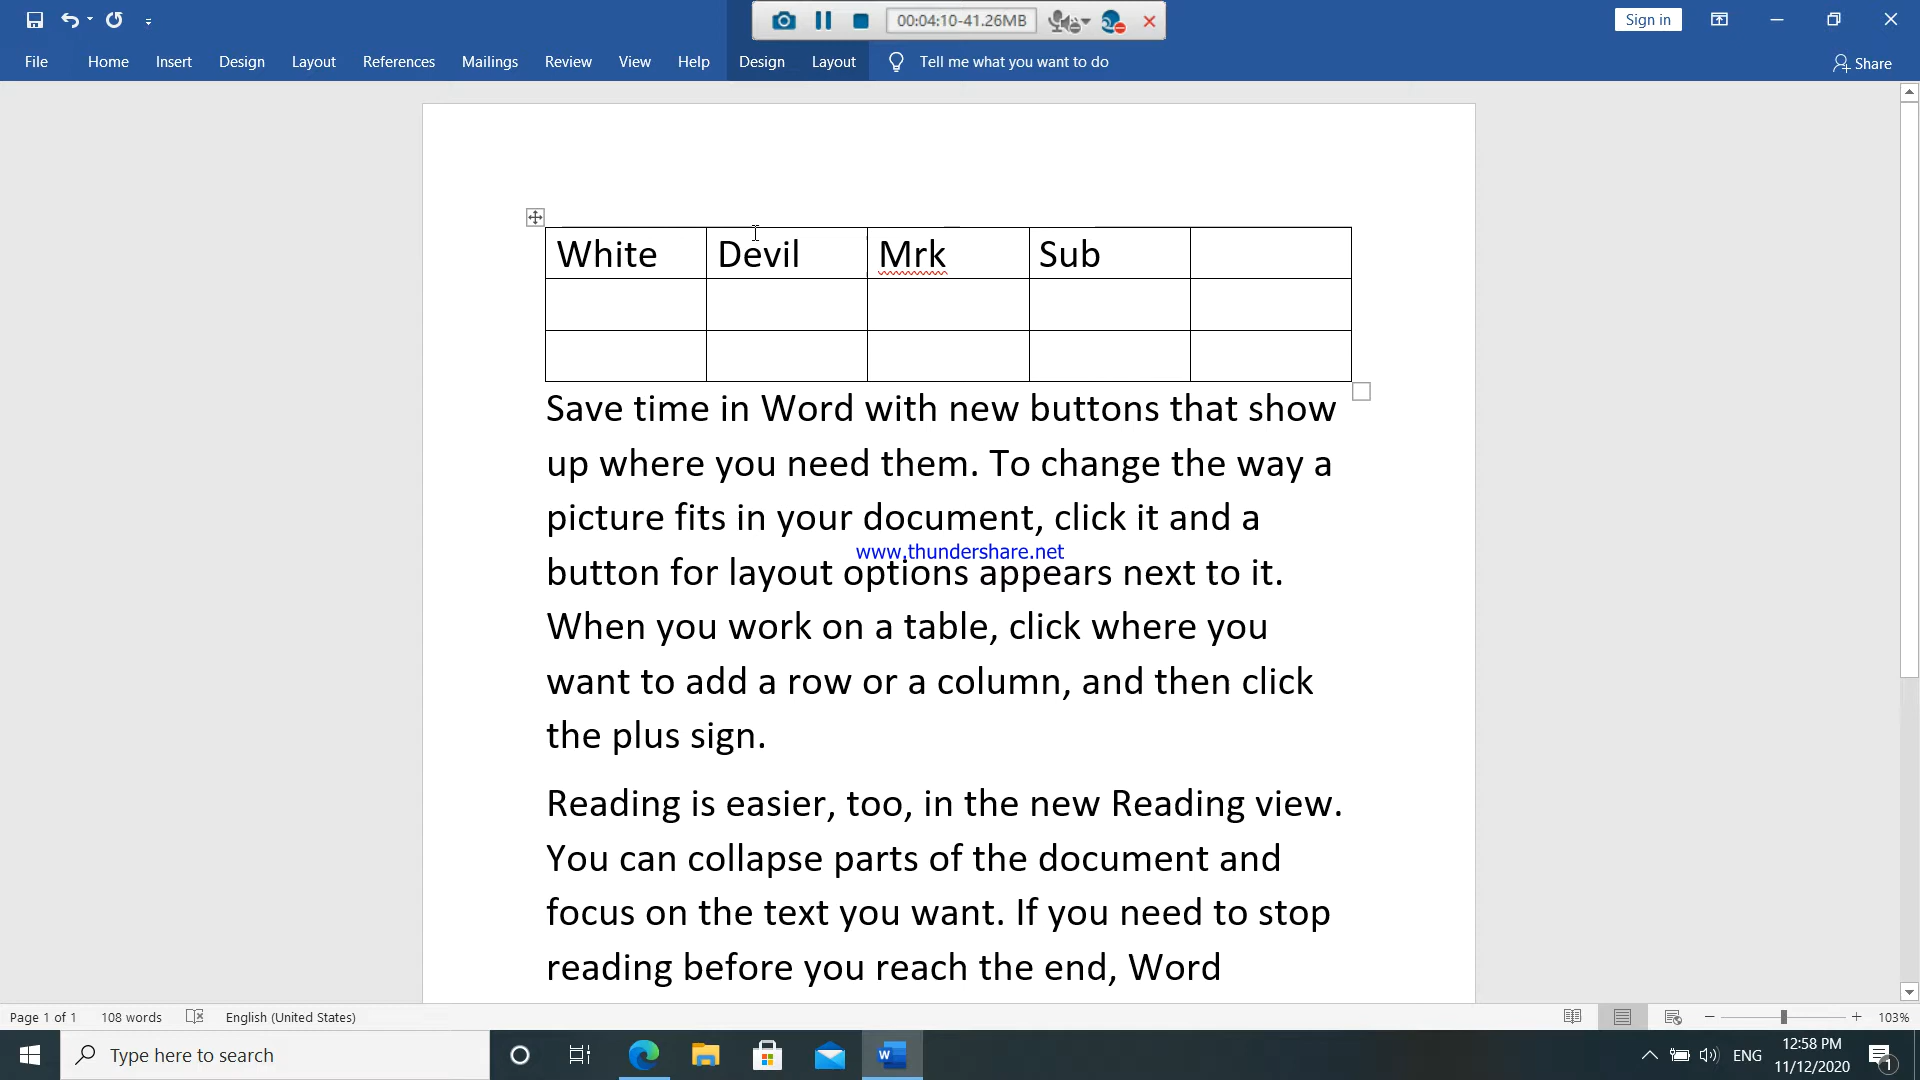 00:04:10-41.26MB
Sign in
File Home Insert Design Layout References Mailings Review View Help Design Layout Tell me what you want to do Share
White Devil Mrk Sub
Save time in Word with new buttons that show
up where you need them. To change the way a
picture fits in your document, click it and a
www.thundershare.net
button for layout options appears next to it.
When you work on a table, click where you
want to add a row or a column, and then click
the plus sign.
Reading is easier, too, in the new Reading view.
You can collapse parts of the document and
focus on the text you want. If you need to stop
reading before you reach the end, Word
Page 1 of 1 108 words English (United States) 103%
Type here to search
W
ENG
12:58 PM
11/12/2020
1